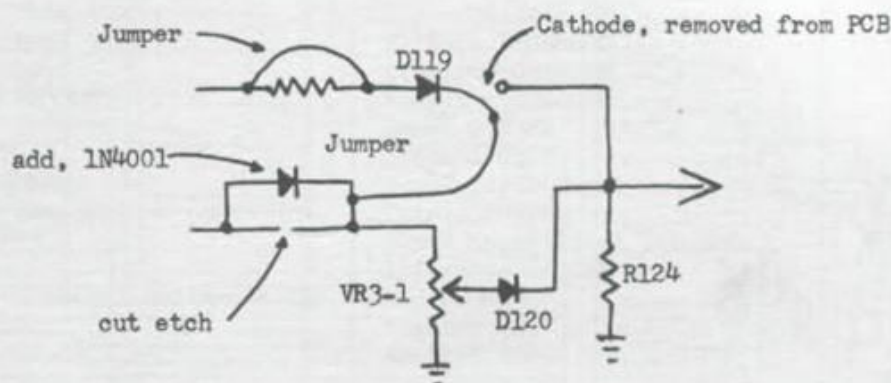 Cathode, removed from PCB
Jumper
D119
Jumper
add, 1N4001
VR3-1
R124
D120
cut etch